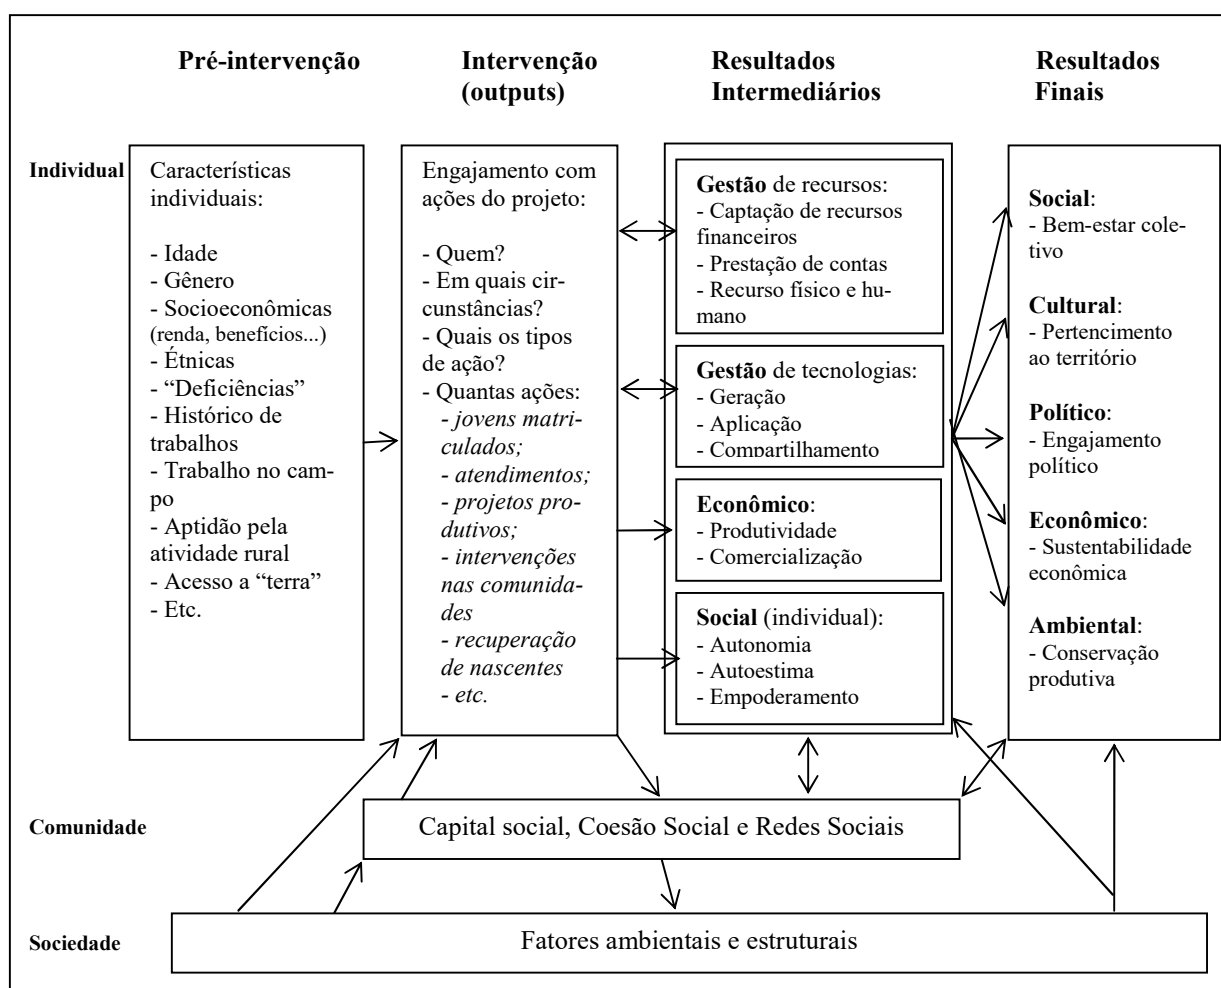 Pré-intervenção
Intervenção
(outputs)
Resultados
Intermediários
Resultados
Finais
Individual
Características
individuais:
- Idade
- Gênero
- Socioeconômicas
(renda, benefícios...)
- Étnicas
- “Deficiências”
- Histórico de
trabalhos
- Trabalho no cam-
po
- Aptidão pela
atividade rural
- Acesso a “terra”
- Etc.
Engajamento com
ações do projeto:
- Quem?
- Em quais cir-
cunstâncias?
- Quais os tipos
de ação?
- Quantas ações:
- jovens matri-
culados;
- atendimentos;
- projetos pro-
dutivos;
- intervenções
nas comunida-
des
- recuperação
de nascentes
- etc.
Gestão de recursos:
- Captação de recursos
financeiros
- Prestação de contas
- Recurso físico e hu-
mano
Gestão de tecnologias:
- Geração
- Aplicação
- Compartilhamento
Econômico:
- Produtividade
- Comercialização
Social (individual):
- Autonomia
- Autoestima
- Empoderamento
Social:
- Bem-estar cole-
tivo
Cultural:
- Pertencimento
ao território
Político:
- Engajamento
político
Econômico:
- Sustentabilidade
econômica
Ambiental:
- Conservação
produtiva
Comunidade
Capital social, Coesão Social e Redes Sociais
Sociedade
Fatores ambientais e estruturais